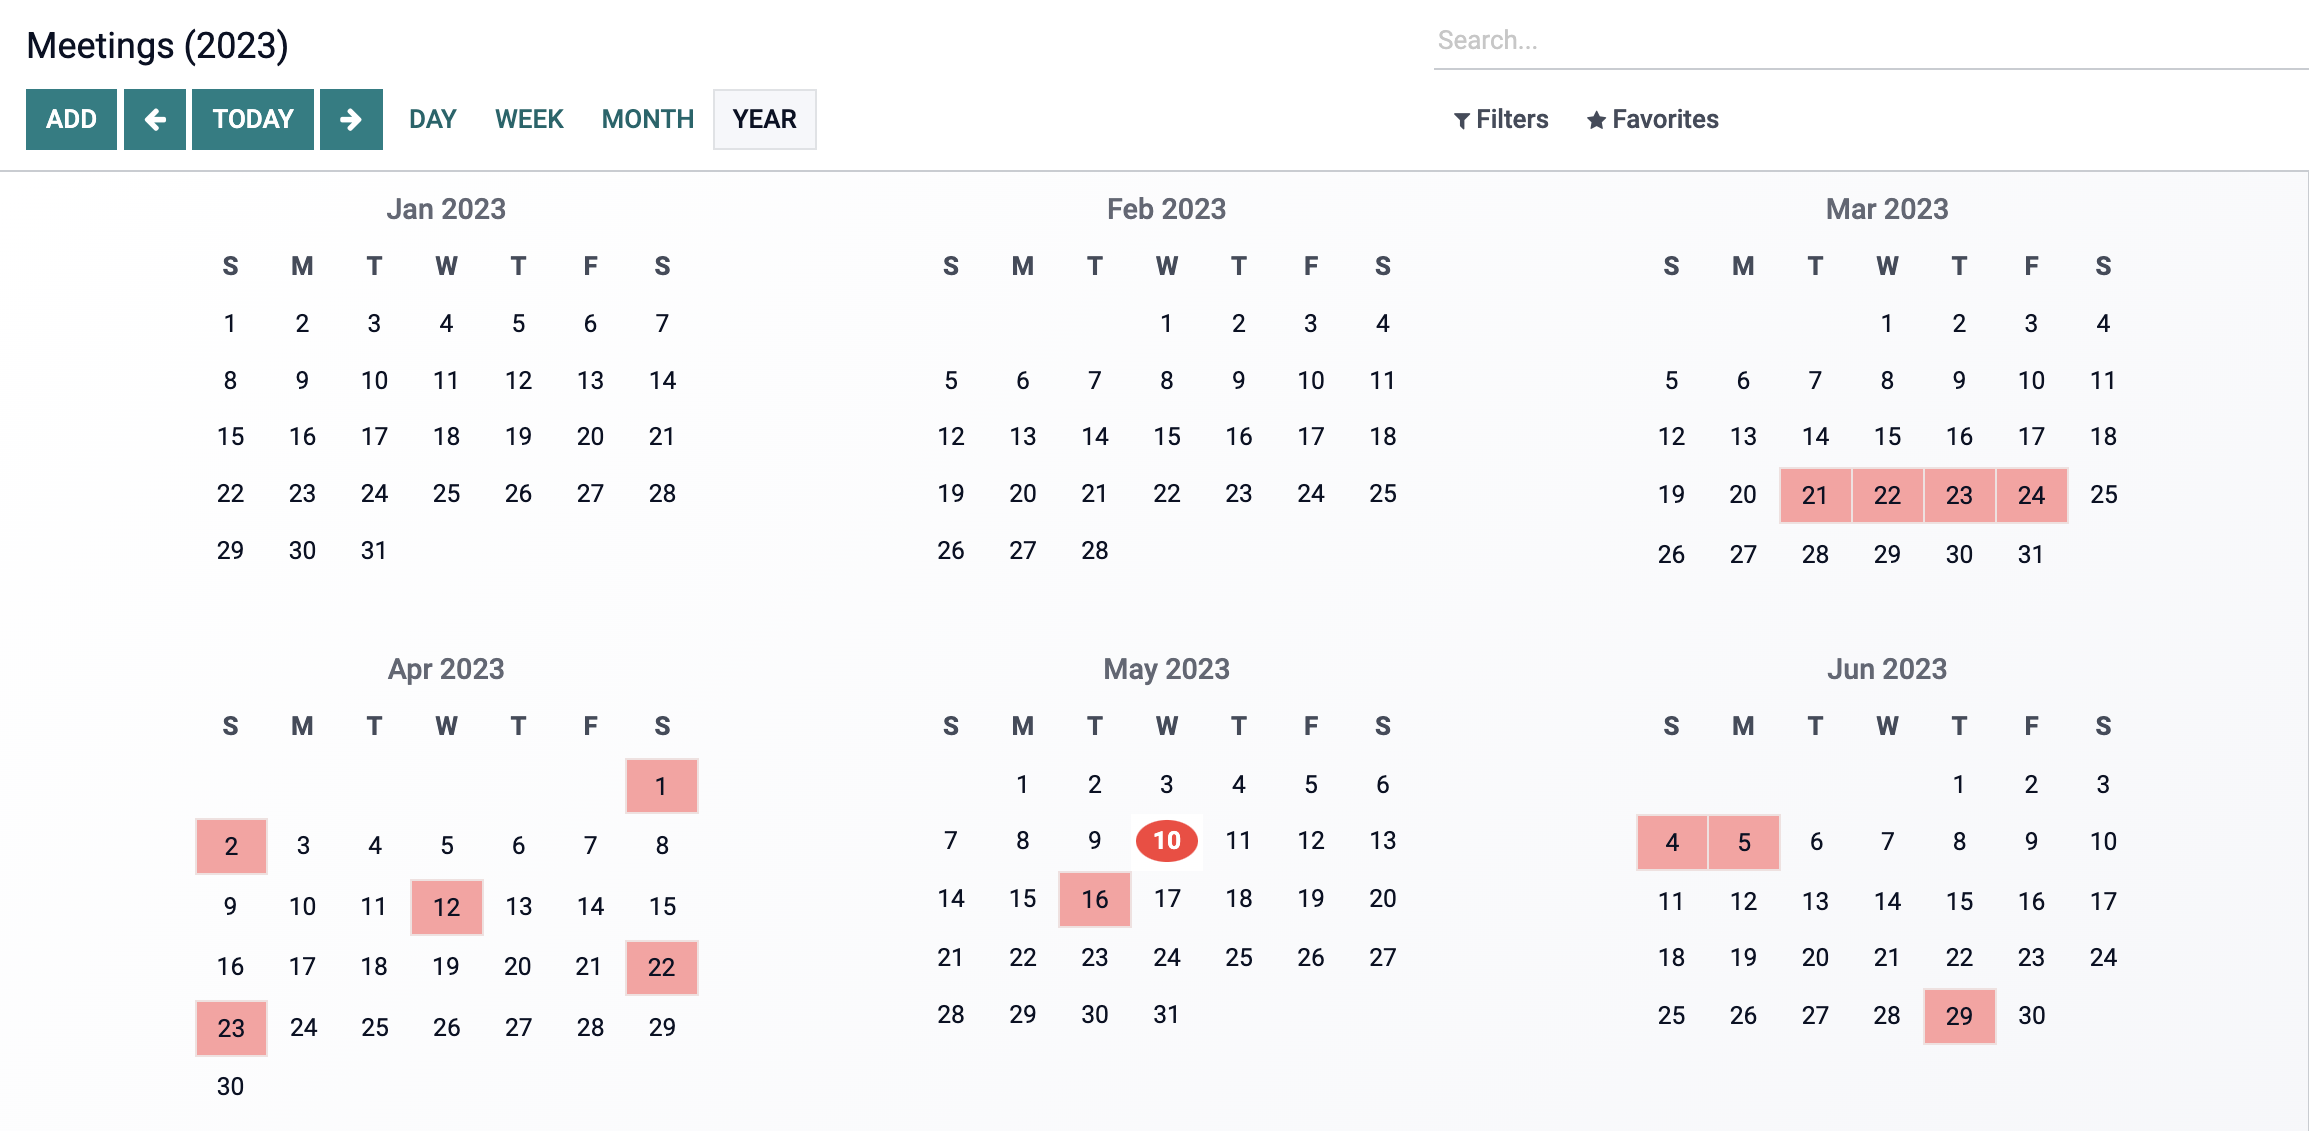 Meetings (2023)
Search...
ADD TODAY DAY WEEK MONTH YEAR
Filters Favorites
Jan 2023
S M T W T F S
1 2 3 4 5 6 7
8 9 10 11 12 13 14
15 16 17 18 19 20 21
22 23 24 25 26 27 28
29 30 31
Feb 2023
S M T W T F S
1 2 3 4
5 6 7 8 9 10 11
12 13 14 15 16 17 18
19 20 21 22 23 24 25
26 27 28
Mar 2023
S M T W T F S
1 2 3 4
5 6 7 8 9 10 11
12 13 14 15 16 17 18
19 20 21 22 23 24 25
26 27 28 29 30 31
Apr 2023
S M T W T F S
1
2 3 4 5 6 7 8
9 10 11 12 13 14 15
16 17 18 19 20 21 22
23 24 25 26 27 28 29
30
May 2023
S M T W T F S
1 2 3 4 5 6
7 8 9 10 11 12 13
14 15 16 17 18 19 20
21 22 23 24 25 26 27
28 29 30 31
Jun 2023
S M T W T F S
1 2 3
4 5 6 7 8 9 10
11 12 13 14 15 16 17
18 19 20 21 22 23 24
25 26 27 28 29 30